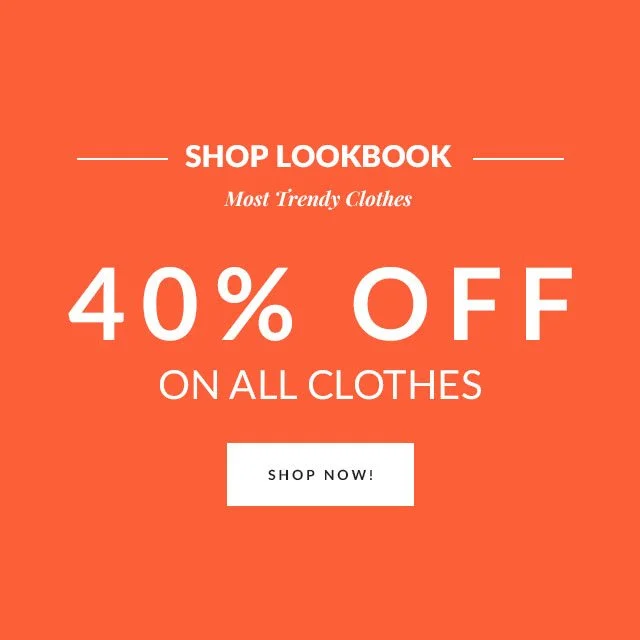 SHOP LOOKBOOK
Most Trendy Clothes
40% OFF
ON ALL CLOTHES
SHOP NOW!